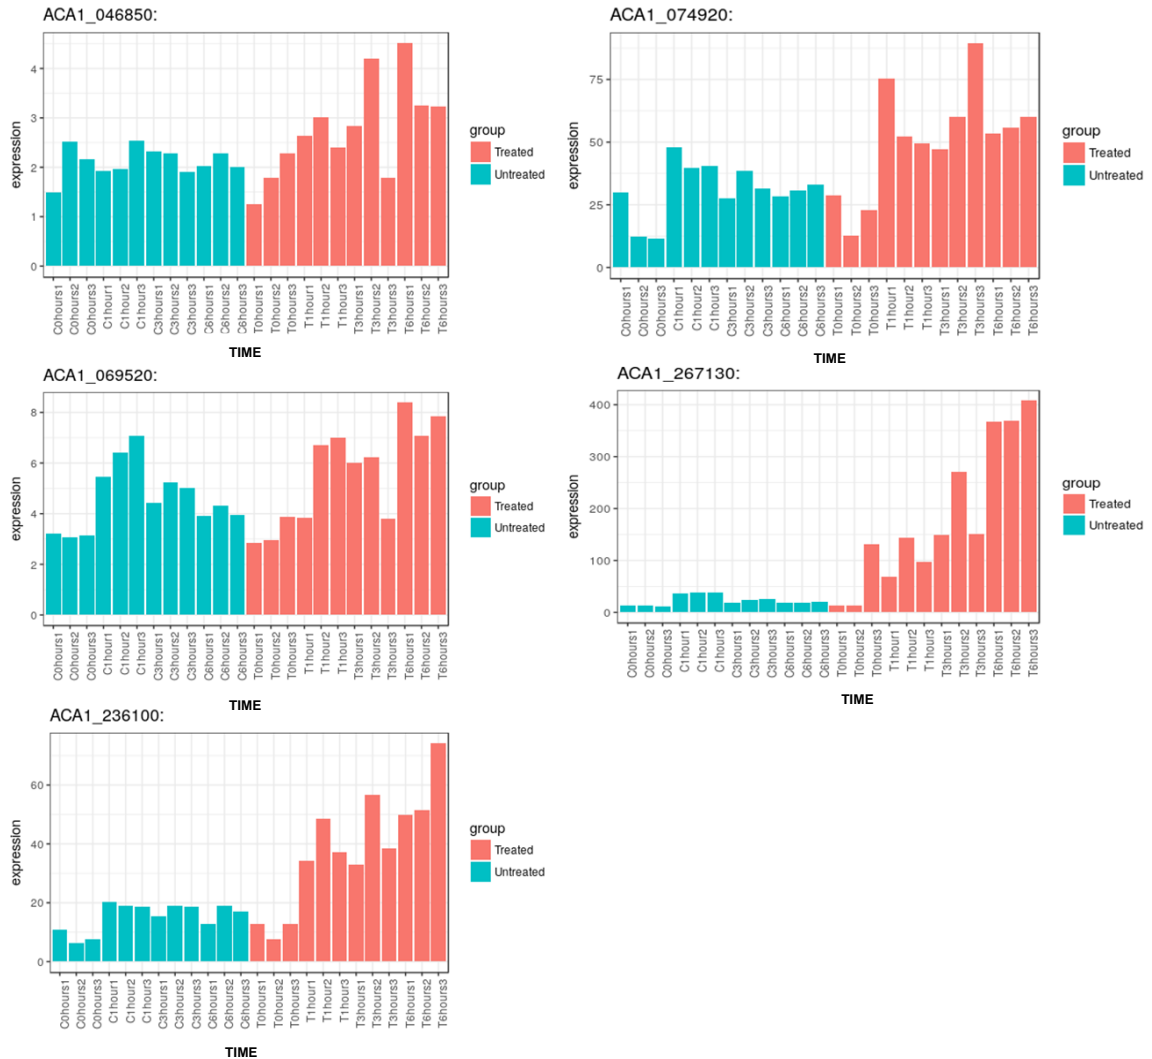 ACA1_046850:
expression
4
3
2
1
0
C0hours1
C0hours2
C0hours3
C1hour1
C1hour2
C1hour3
C3hours1
C3hours2
C3hours3
C6hours1
C6hours2
C6hours3
T0hours1
T0hours2
T0hours3
T1hour1
T1hour2
T1hour3
T3hours1
T3hours2
T3hours3
T6hours1
T6hours2
T6hours3
TIME
group
Treated
Untreated
ACA1_074920:
expression
75
50
25
0
C0hours1
C0hours2
C0hours3
C1hour1
C1hour2
C1hour3
C3hours1
C3hours2
C3hours3
C6hours1
C6hours2
C6hours3
T0hours1
T0hours2
T0hours3
T1hour1
T1hour2
T1hour3
T3hours1
T3hours2
T3hours3
T6hours1
T6hours2
T6hours3
TIME
group
Treated
Untreated
ACA1_069520:
expression
8
6
4
2
0
C0hours1
C0hours2
C0hours3
C1hour1
C1hour2
C1hour3
C3hours1
C3hours2
C3hours3
C6hours1
C6hours2
C6hours3
T0hours1
T0hours2
T0hours3
T1hour1
T1hour2
T1hour3
T3hours1
T3hours2
T3hours3
T6hours1
T6hours2
T6hours3
TIME
group
Treated
Untreated
ACA1_267130:
expression
400
300
200
100
0
C0hours1
C0hours2
C0hours3
C1hour1
C1hour2
C1hour3
C3hours1
C3hours2
C3hours3
C6hours1
C6hours2
C6hours3
T0hours1
T0hours2
T0hours3
T1hour1
T1hour2
T1hour3
T3hours1
T3hours2
T3hours3
T6hours1
T6hours2
T6hours3
TIME
group
Treated
Untreated
ACA1_236100:
expression
60
40
20
0
C0hours1
C0hours2
C0hours3
C1hour1
C1hour2
C1hour3
C3hours1
C3hours2
C3hours3
C6hours1
C6hours2
C6hours3
T0hours1
T0hours2
T0hours3
T1hour1
T1hour2
T1hour3
T3hours1
T3hours2
T3hours3
T6hours1
T6hours2
T6hours3
TIME
group
Treated
Untreated